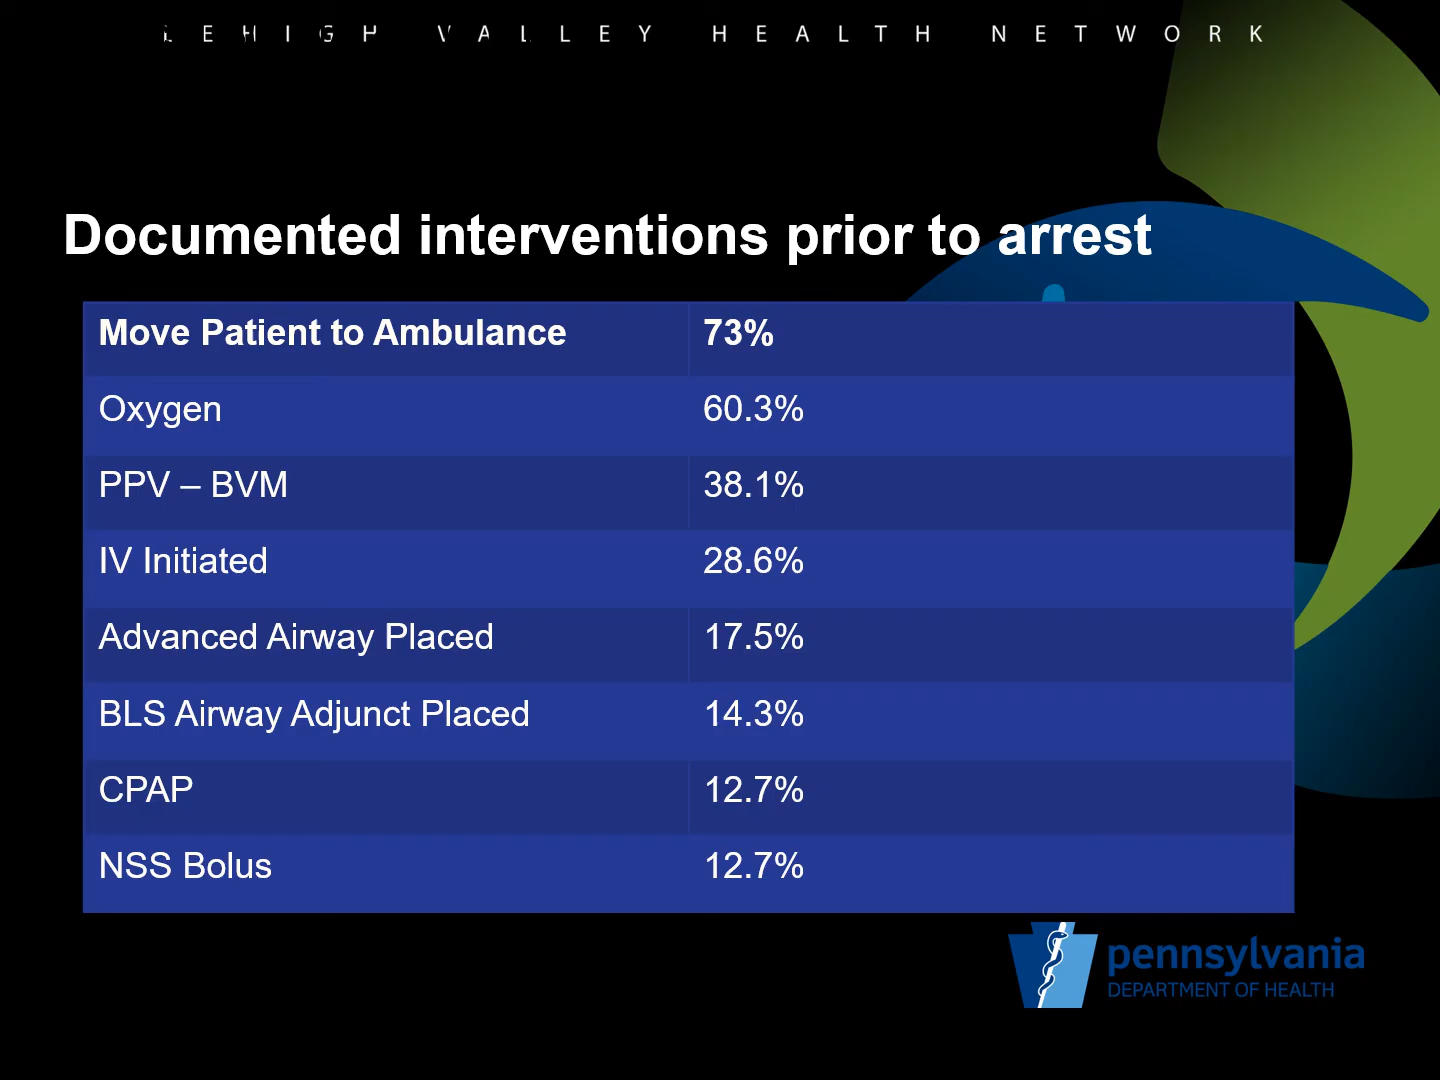 LEHIGH VALLEY HEALTH NETWORK
Documented interventions prior to arrest
Move Patient to Ambulance 73%
Oxygen 60.3%
PPV – BVM 38.1%
IV Initiated 28.6%
Advanced Airway Placed 17.5%
BLS Airway Adjunct Placed 14.3%
CPAP 12.7%
NSS Bolus 12.7%
pennsylvania
DEPARTMENT OF HEALTH